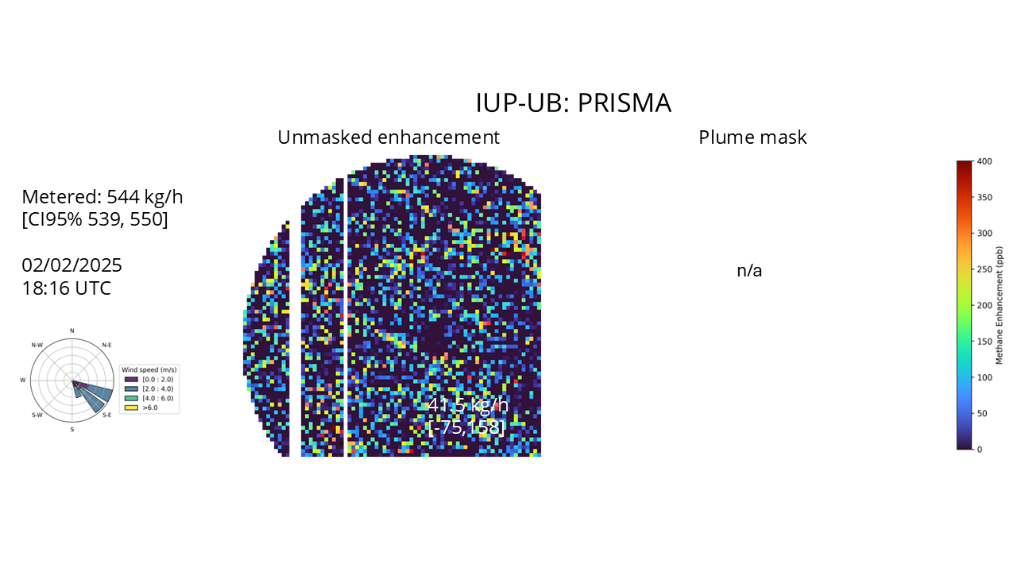 IUP-UB: PRISMA
Unmasked enhancement
Plume mask
Metered: 544 kg/h
[CI95% 539, 550]
02/02/2025
18:16 UTC
n/a
41.5 kg/h
[-75,158]
N
N-W
N-E
W
S-W
S-E
S
Wind speed (m/s)
[0.0 : 2.0)
[2.0 : 4.0)
[4.0 : 6.0)
>6.0
400
350
300
250
200
150
100
50
0
Methane Enhancement (ppb)